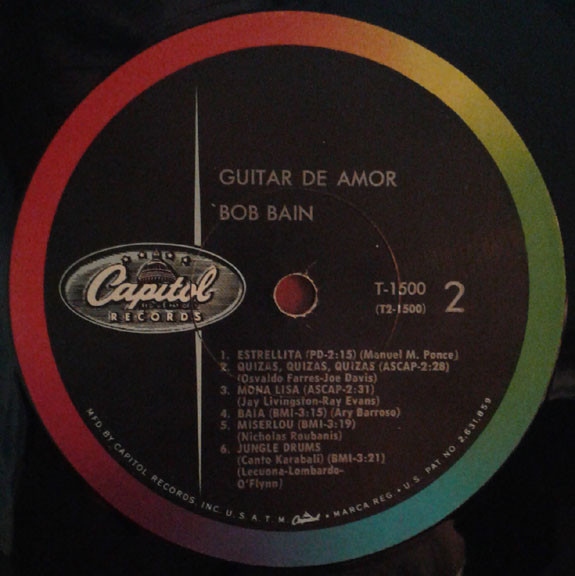 GUITAR DE AMOR
BOB BAIN
Capitol
RECORDS
T-1500
(T2-1500)
2
1. ESTRELLITA (PD-2:15) (Manuel M. Ponce)
2. QUIZAS, QUIZAS, QUIZAS (ASCAP-2:28)
(Osvaldo Farres-Joe Davis)
3. MONA LISA (ASCAP-2:31)
(Jay Livingston-Ray Evans)
4. BAIA (BMI-3:15) (Ary Barroso)
5. MISERLOU (BMI-3:19)
(Nicholas Roubanis)
6. JUNGLE DRUMS
(Canto Karabali) (BMI-3:21)
(Lecuona-Lombardo-
O'Flynn)
MFD. BY CAPITOL RECORDS, INC. U.S.A. T.M. Capitol • MARCA REG. • U.S. PAT. NO. 2,631,859